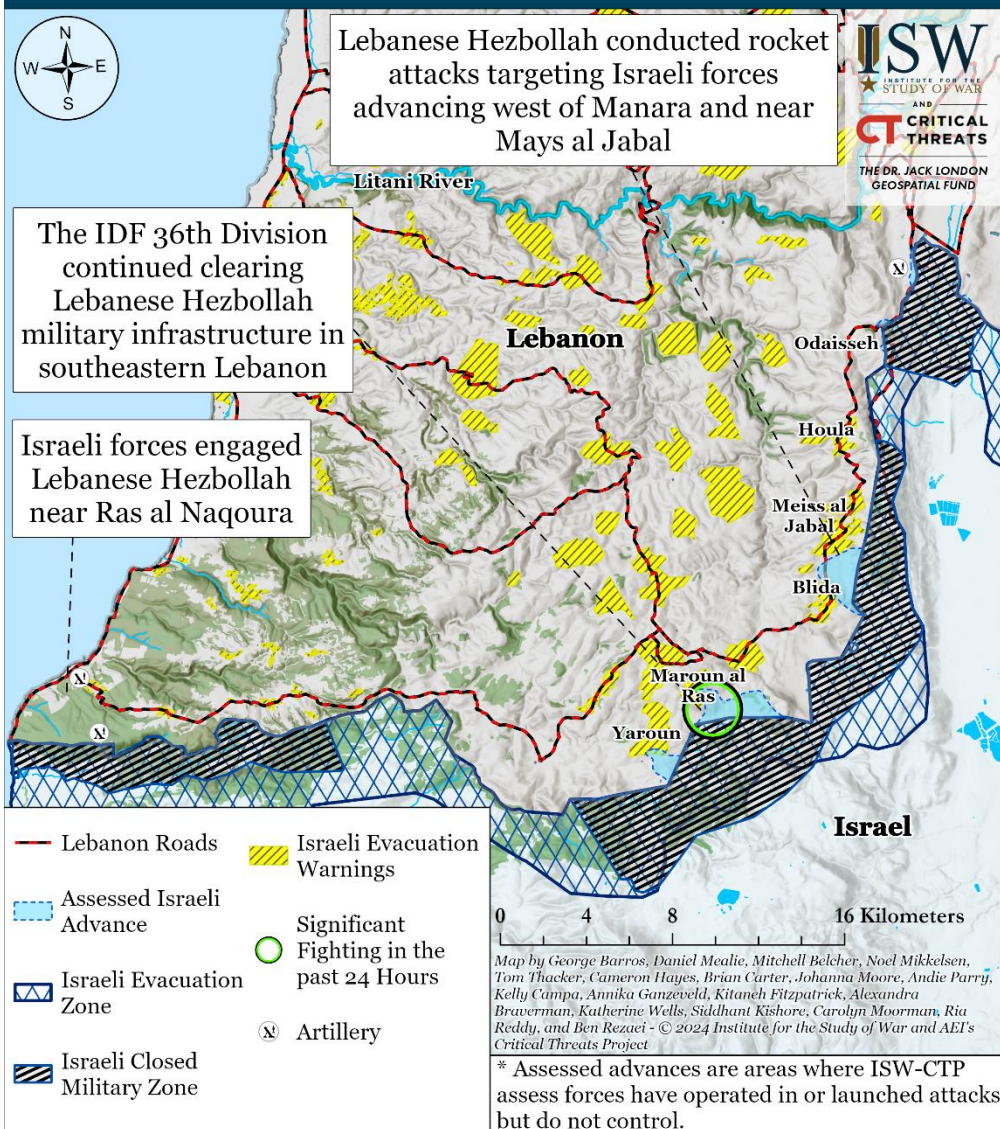 N
W E
S
Lebanese Hezbollah conducted rocket
attacks targeting Israeli forces
advancing west of Manara and near
Mays al Jabal
ISW
INSTITUTE FOR THE
STUDY OF WAR
AND
CT CRITICAL
THREATS
THE DR. JACK LONDON
GEOSPATIAL FUND
Litani River
The IDF 36th Division
continued clearing
Lebanese Hezbollah
military infrastructure in
southeastern Lebanon
Lebanon
Odaisseh
Israeli forces engaged
Lebanese Hezbollah
near Ras al Naqoura
Houla
Meiss al
Jabal
Blida
Maroun al
Ras
Yaroun
Israel
Lebanon Roads
Assessed Israeli
Advance
Israeli Evacuation
Zone
Israeli Closed
Military Zone
Israeli Evacuation
Warnings
Significant
Fighting in the
past 24 Hours
Artillery
0 4 8 16 Kilometers
Map by George Barros, Daniel Mealie, Mitchell Belcher, Noel Mikkelsen,
Tom Thacker, Cameron Hayes, Brian Carter, Johanna Moore, Andie Parry,
Kelly Campa, Annika Ganzeveld, Kitaneh Fitzpatrick, Alexandra
Braverman, Katherine Wells, Siddhant Kishore, Carolyn Moorman, Ria
Reddy, and Ben Rezaei - © 2024 Institute for the Study of War and AEI's
Critical Threats Project
* Assessed advances are areas where ISW-CTP
assess forces have operated in or launched attacks
but do not control.